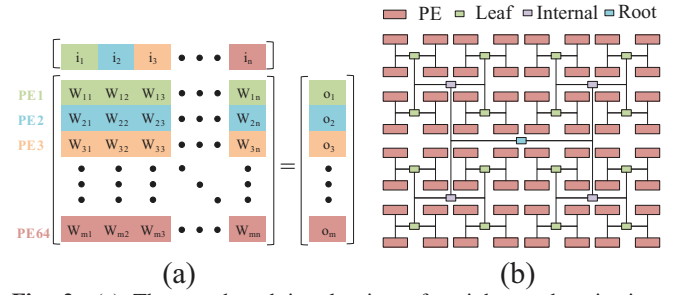 PE Leaf Internal Root
i1 i2 i3 in
PE1 W11 W12 W13 W1n o1
PE2 W21 W22 W23 W2n o2
PE3 W31 W32 W33 W3n = o3
PE64 Wm1 Wm2 Wm3 Wmn om
(a) (b)